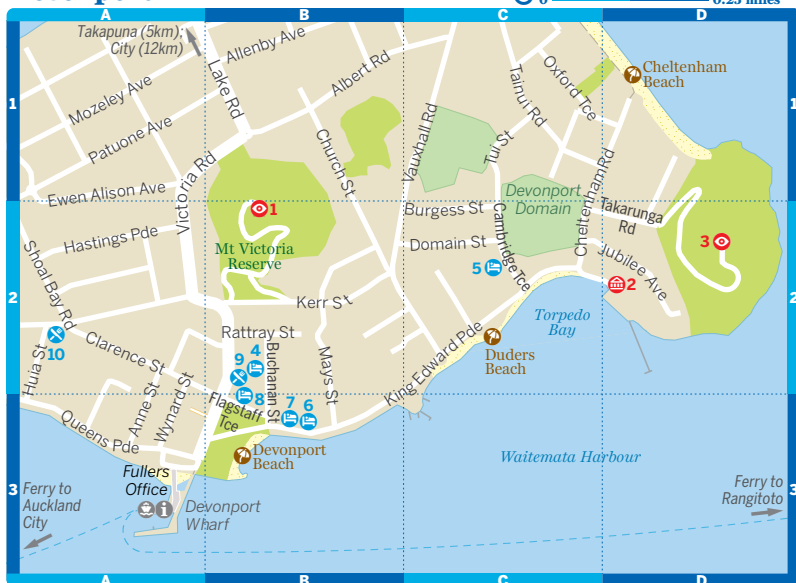 0 0.25 miles
A B C D
Takapuna (5km);
City (12km)
Allenby Ave
Lake Rd
Albert Rd
Mozeley Ave
Patuone Ave
Church St
Vauxhall Rd
Tainui Rd
Oxford Tce
Tui St
Cheltenham
Beach
1
1
Victoria Rd
Ewen Alison Ave
Hastings Pde
Shoal Bay Rd
1
Mt Victoria
Reserve
Burgess St
Domain St
Cambridge Tce
Devonport
Domain
Cheltenham Rd
Takarunga
Rd
Jubilee Ave
3
2
5
2
2
Kerr St
Rattray St
10
Huia St
Clarence St
9
4
Buchanan St
Mays St
King Edward Pde
Torpedo
Bay
Duders
Beach
Anne St
Wynard St
8
Flagstaff
Tce
7
6
Queens Pde
Devonport
Beach
Waitemata Harbour
Fullers
Office
Devonport
Wharf
Ferry to
Auckland
City
Ferry to
Rangitoto
3
3
A B C D